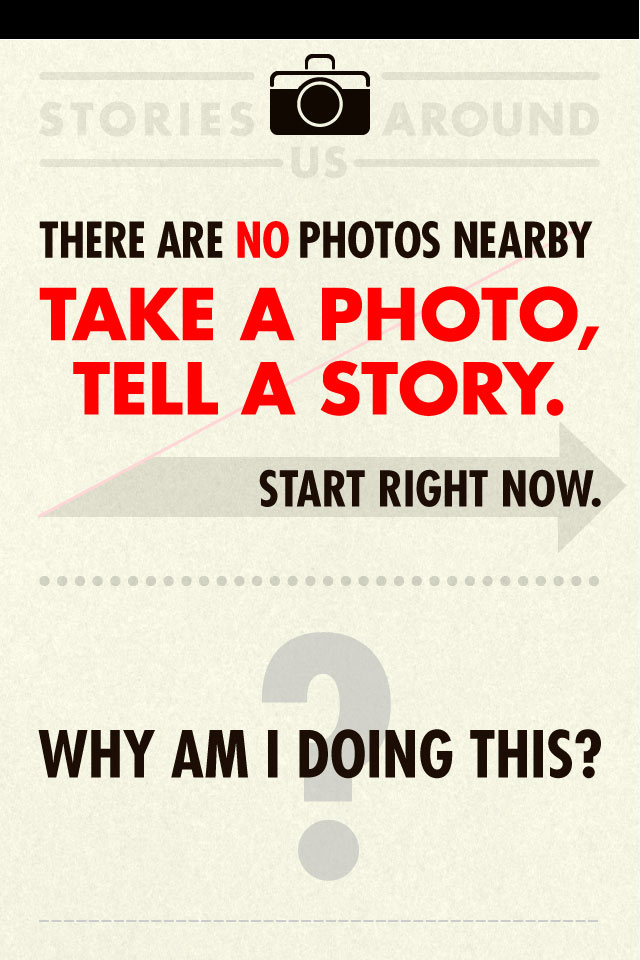 STORIES AROUND
US
THERE ARE NO PHOTOS NEARBY
TAKE A PHOTO,
TELL A STORY.
START RIGHT NOW.
?
WHY AM I DOING THIS?